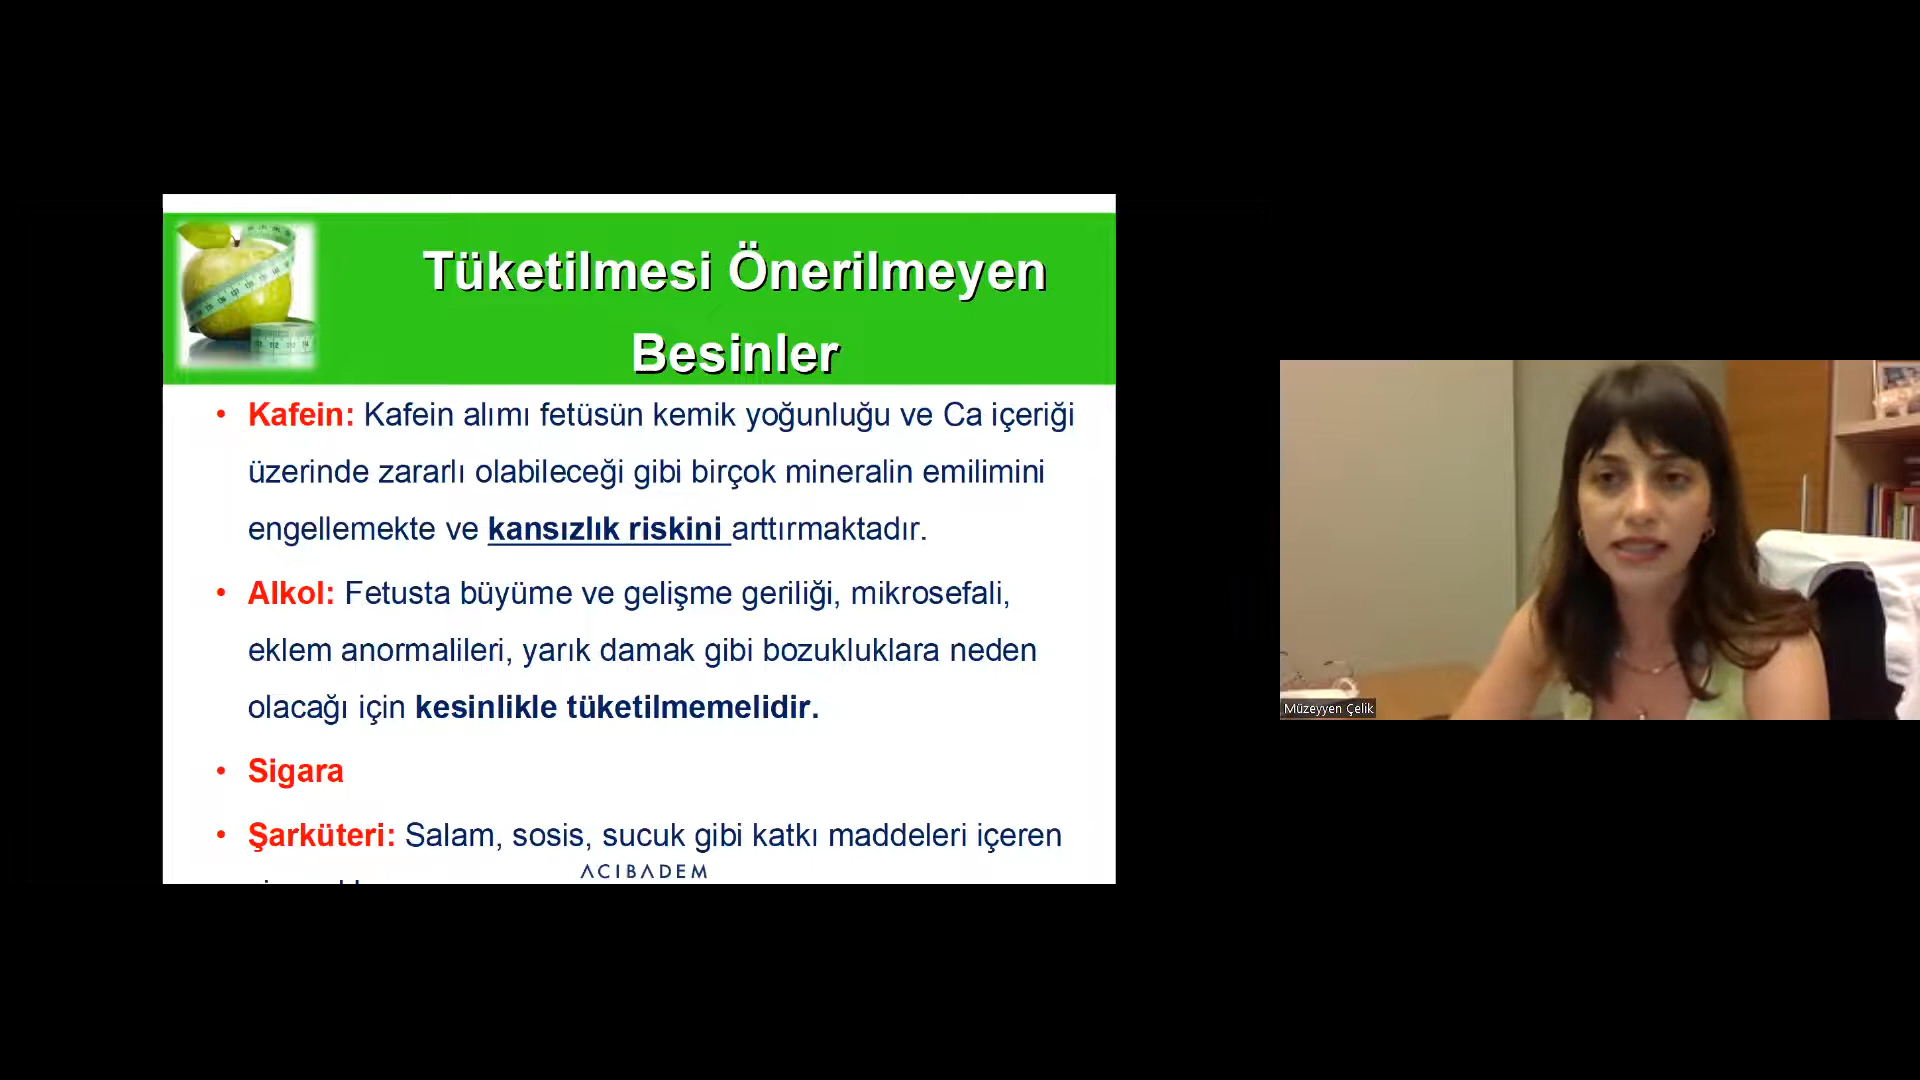 Tüketilmesi Önerilmeyen
Besinler
• Kafein: Kafein alımı fetüsün kemik yoğunluğu ve Ca içeriği
üzerinde zararlı olabileceği gibi birçok mineralin emilimini
engellemekte ve kansızlık riskini arttırmaktadır.
• Alkol: Fetusta büyüme ve gelişme geriliği, mikrosefali,
eklem anormalileri, yarık damak gibi bozukluklara neden
olacağı için kesinlikle tüketilmemelidir.
• Sigara
• Şarküteri: Salam, sosis, sucuk gibi katkı maddeleri içeren
ACIBADEM
Müzeyyen Çelik